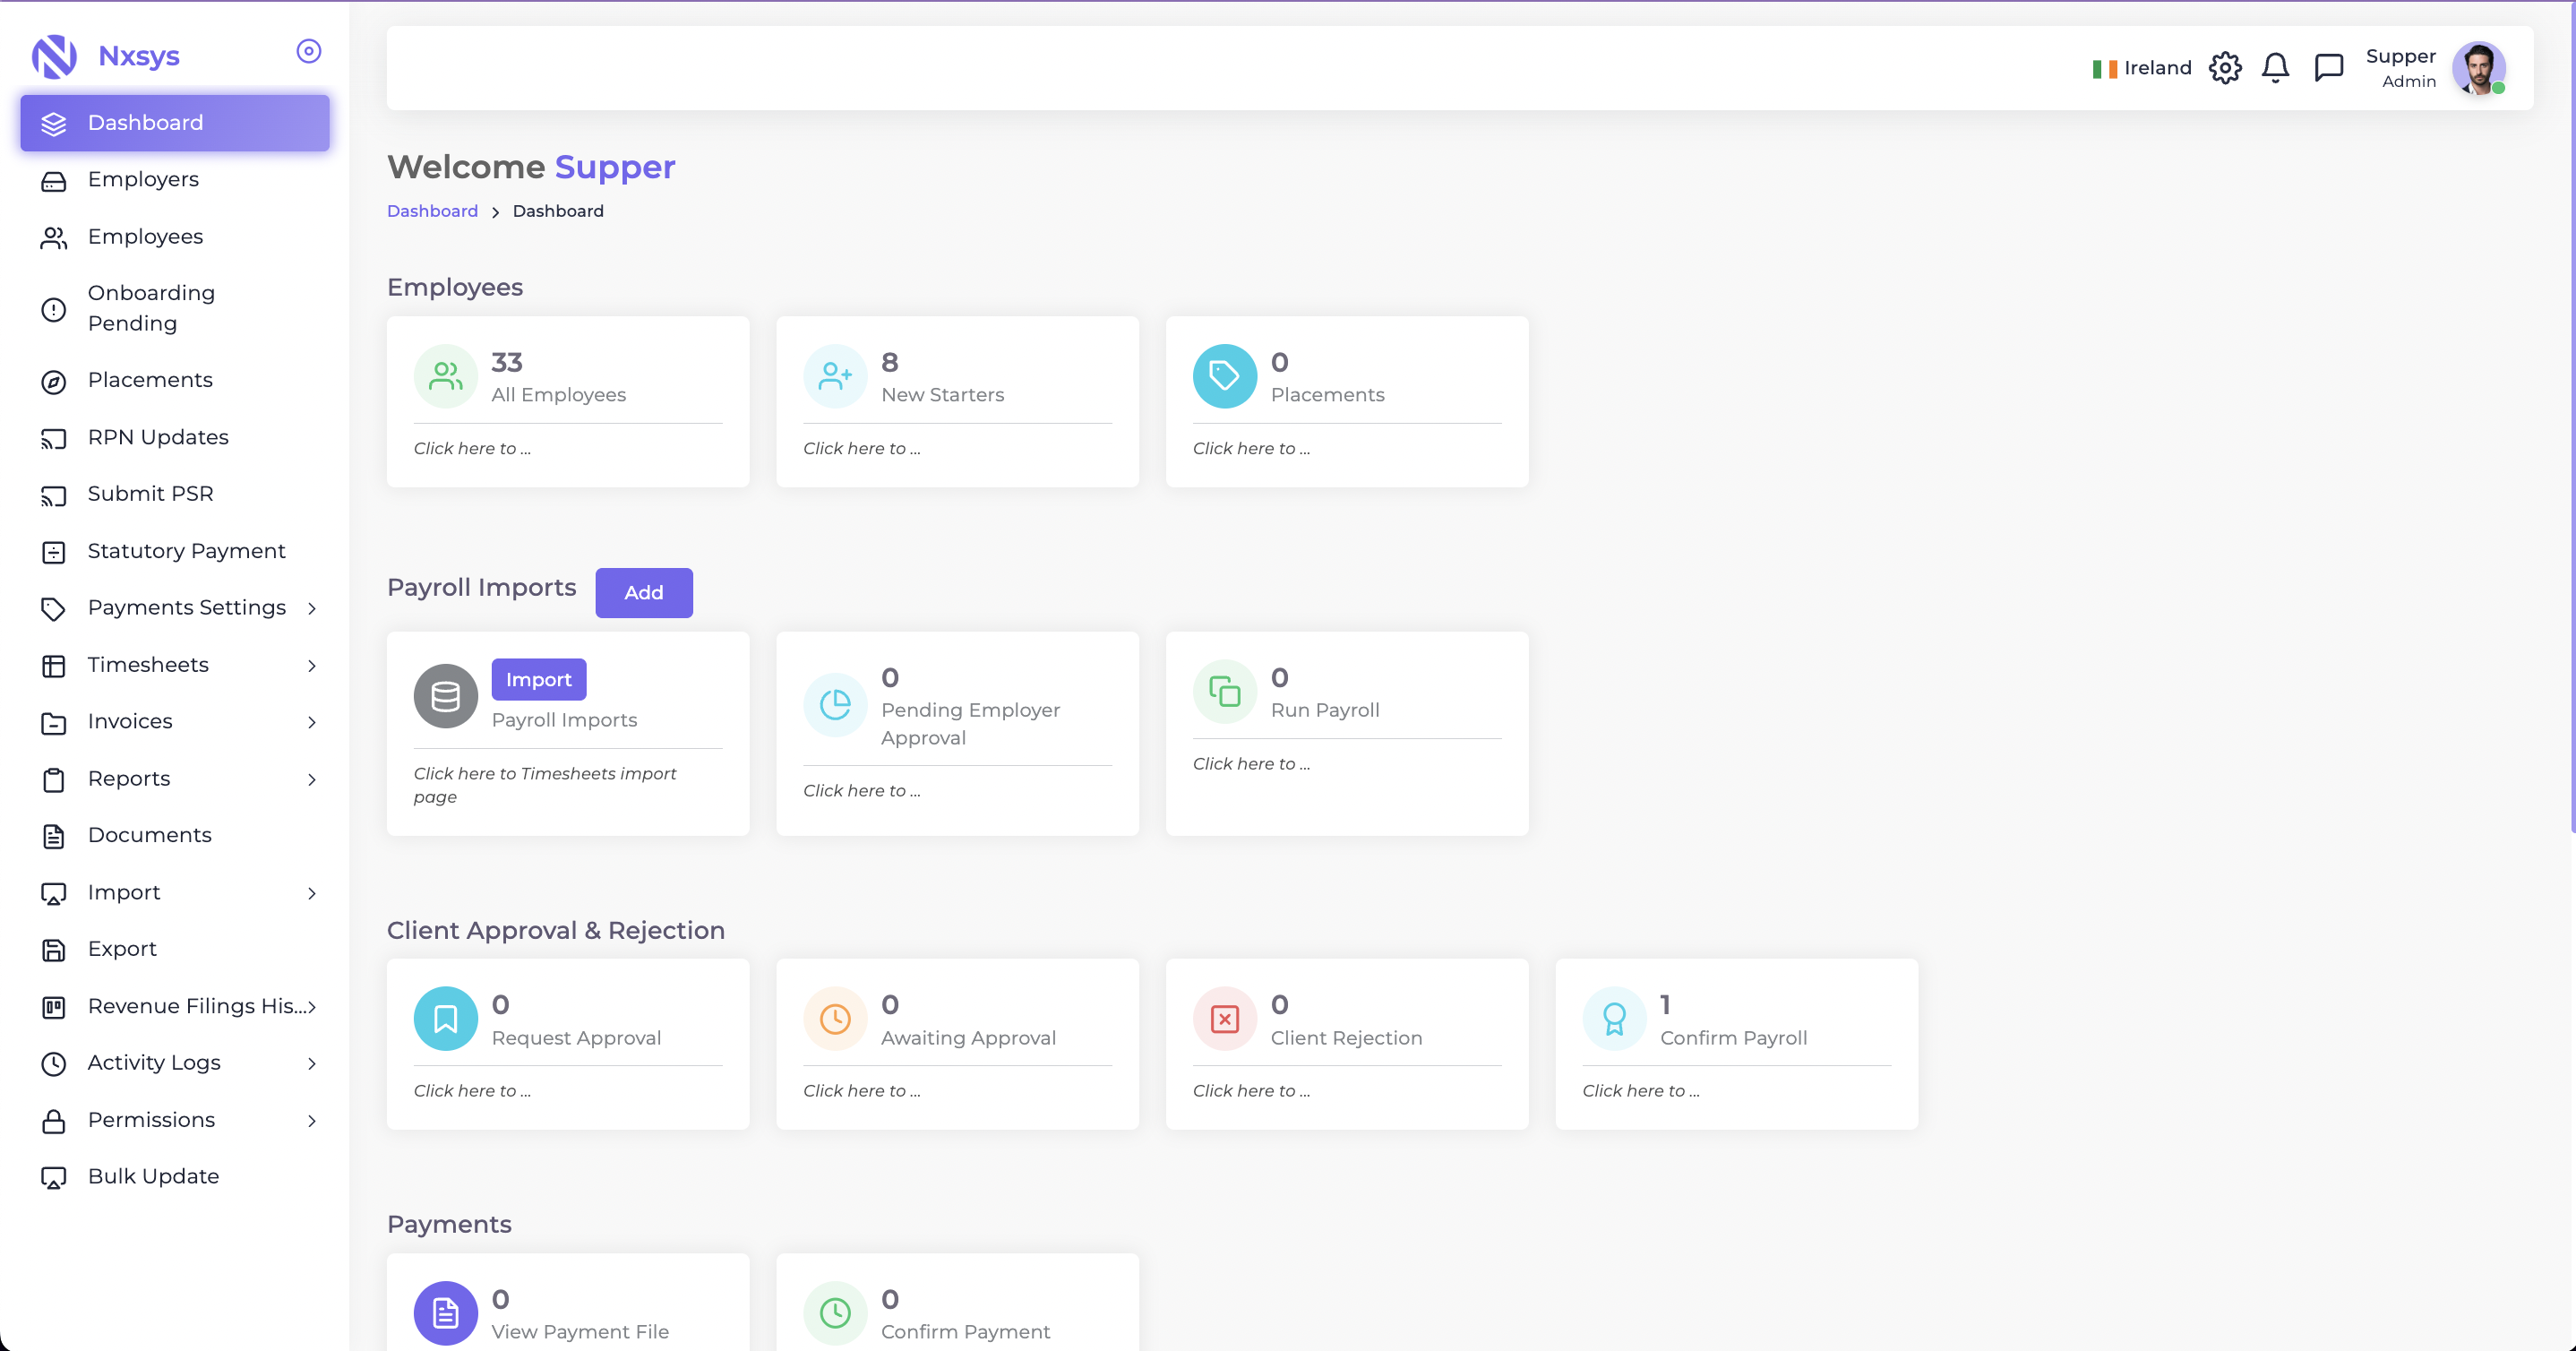 Nxsys
Dashboard
Employers
Employees
Onboarding
Pending
Placements
RPN Updates
Submit PSR
Statutory Payment
Payments Settings
Timesheets
Invoices
Reports
Documents
Import
Export
Revenue Filings His...
Activity Logs
Permissions
Bulk Update
Ireland
Supper
Admin
Welcome Supper
Dashboard > Dashboard
Employees
33
All Employees
Click here to ...
8
New Starters
Click here to ...
0
Placements
Click here to ...
Payroll Imports
Add
Import
Payroll Imports
Click here to Timesheets import
page
0
Pending Employer
Approval
Click here to ...
0
Run Payroll
Click here to ...
Client Approval & Rejection
0
Request Approval
Click here to ...
0
Awaiting Approval
Click here to ...
0
Client Rejection
Click here to ...
1
Confirm Payroll
Click here to ...
Payments
0
View Payment File
0
Confirm Payment